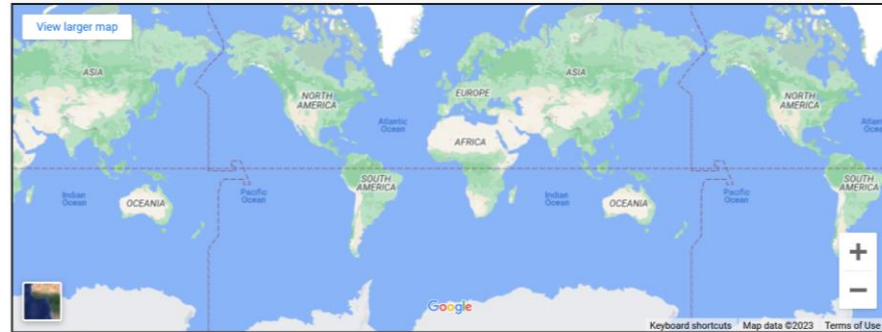 View larger map
ASIA
NORTH
AMERICA
EUROPE
ASIA
NORTH
AMERICA
Atlantic
Ocean
AFRICA
SOUTH
AMERICA
SOUTH
AMERICA
Indian
Ocean
OCEANIA
Pacific
Ocean
Indian
Ocean
OCEANIA
Pacific
Ocean
+
−
Google
Keyboard shortcuts
Map data ©2023
Terms of Use